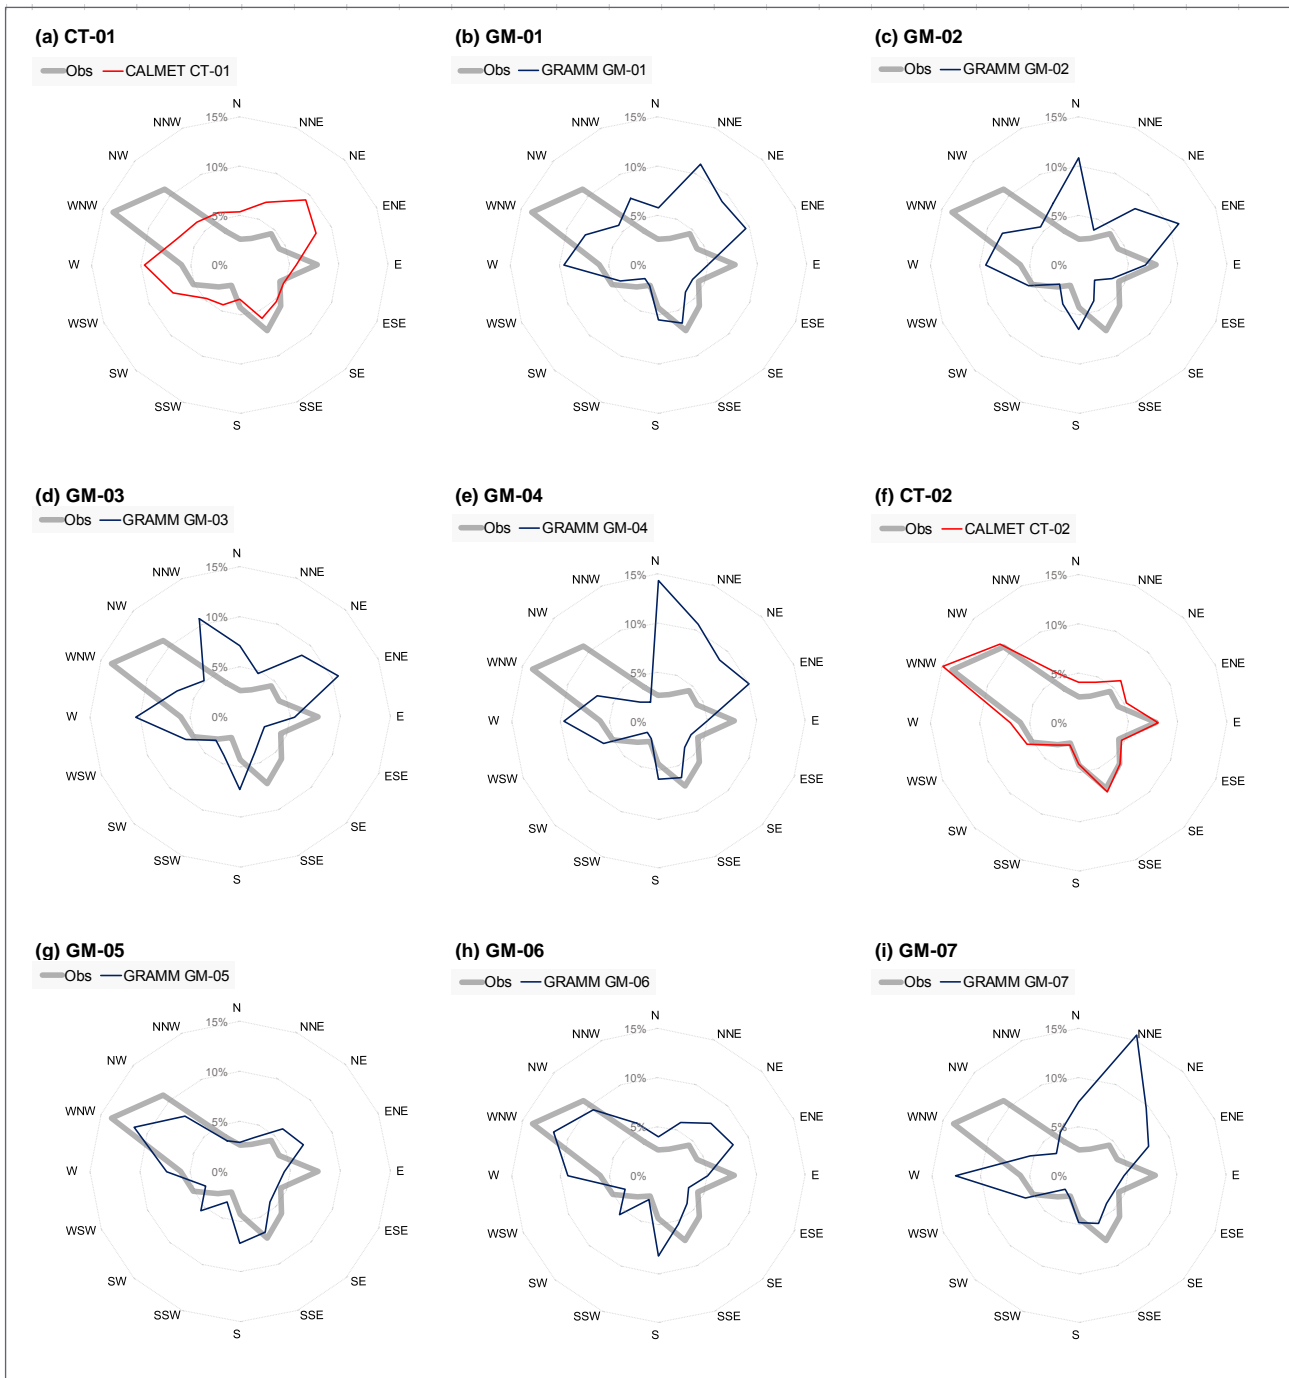 (a) CT-01
Obs CALMET CT-01
N
NNE
NE
ENE
E
ESE
SE
SSE
S
SSW
SW
WSW
W
WNW
NW
NNW
15%
10%
5%
0%
(b) GM-01
Obs GRAMM GM-01
N
NNE
NE
ENE
E
ESE
SE
SSE
S
SSW
SW
WSW
W
WNW
NW
NNW
15%
10%
5%
0%
(c) GM-02
Obs GRAMM GM-02
N
NNE
NE
ENE
E
ESE
SE
SSE
S
SSW
SW
WSW
W
WNW
NW
NNW
15%
10%
5%
0%
(d) GM-03
Obs GRAMM GM-03
N
NNE
NE
ENE
E
ESE
SE
SSE
S
SSW
SW
WSW
W
WNW
NW
NNW
15%
10%
5%
0%
(e) GM-04
Obs GRAMM GM-04
N
NNE
NE
ENE
E
ESE
SE
SSE
S
SSW
SW
WSW
W
WNW
NW
NNW
15%
10%
5%
0%
(f) CT-02
Obs CALMET CT-02
N
NNE
NE
ENE
E
ESE
SE
SSE
S
SSW
SW
WSW
W
WNW
NW
NNW
15%
10%
5%
0%
(g) GM-05
Obs GRAMM GM-05
N
NNE
NE
ENE
E
ESE
SE
SSE
S
SSW
SW
WSW
W
WNW
NW
NNW
15%
10%
5%
0%
(h) GM-06
Obs GRAMM GM-06
N
NNE
NE
ENE
E
ESE
SE
SSE
S
SSW
SW
WSW
W
WNW
NW
NNW
15%
10%
5%
0%
(i) GM-07
Obs GRAMM GM-07
N
NNE
NE
ENE
E
ESE
SE
SSE
S
SSW
SW
WSW
W
WNW
NW
NNW
15%
10%
5%
0%